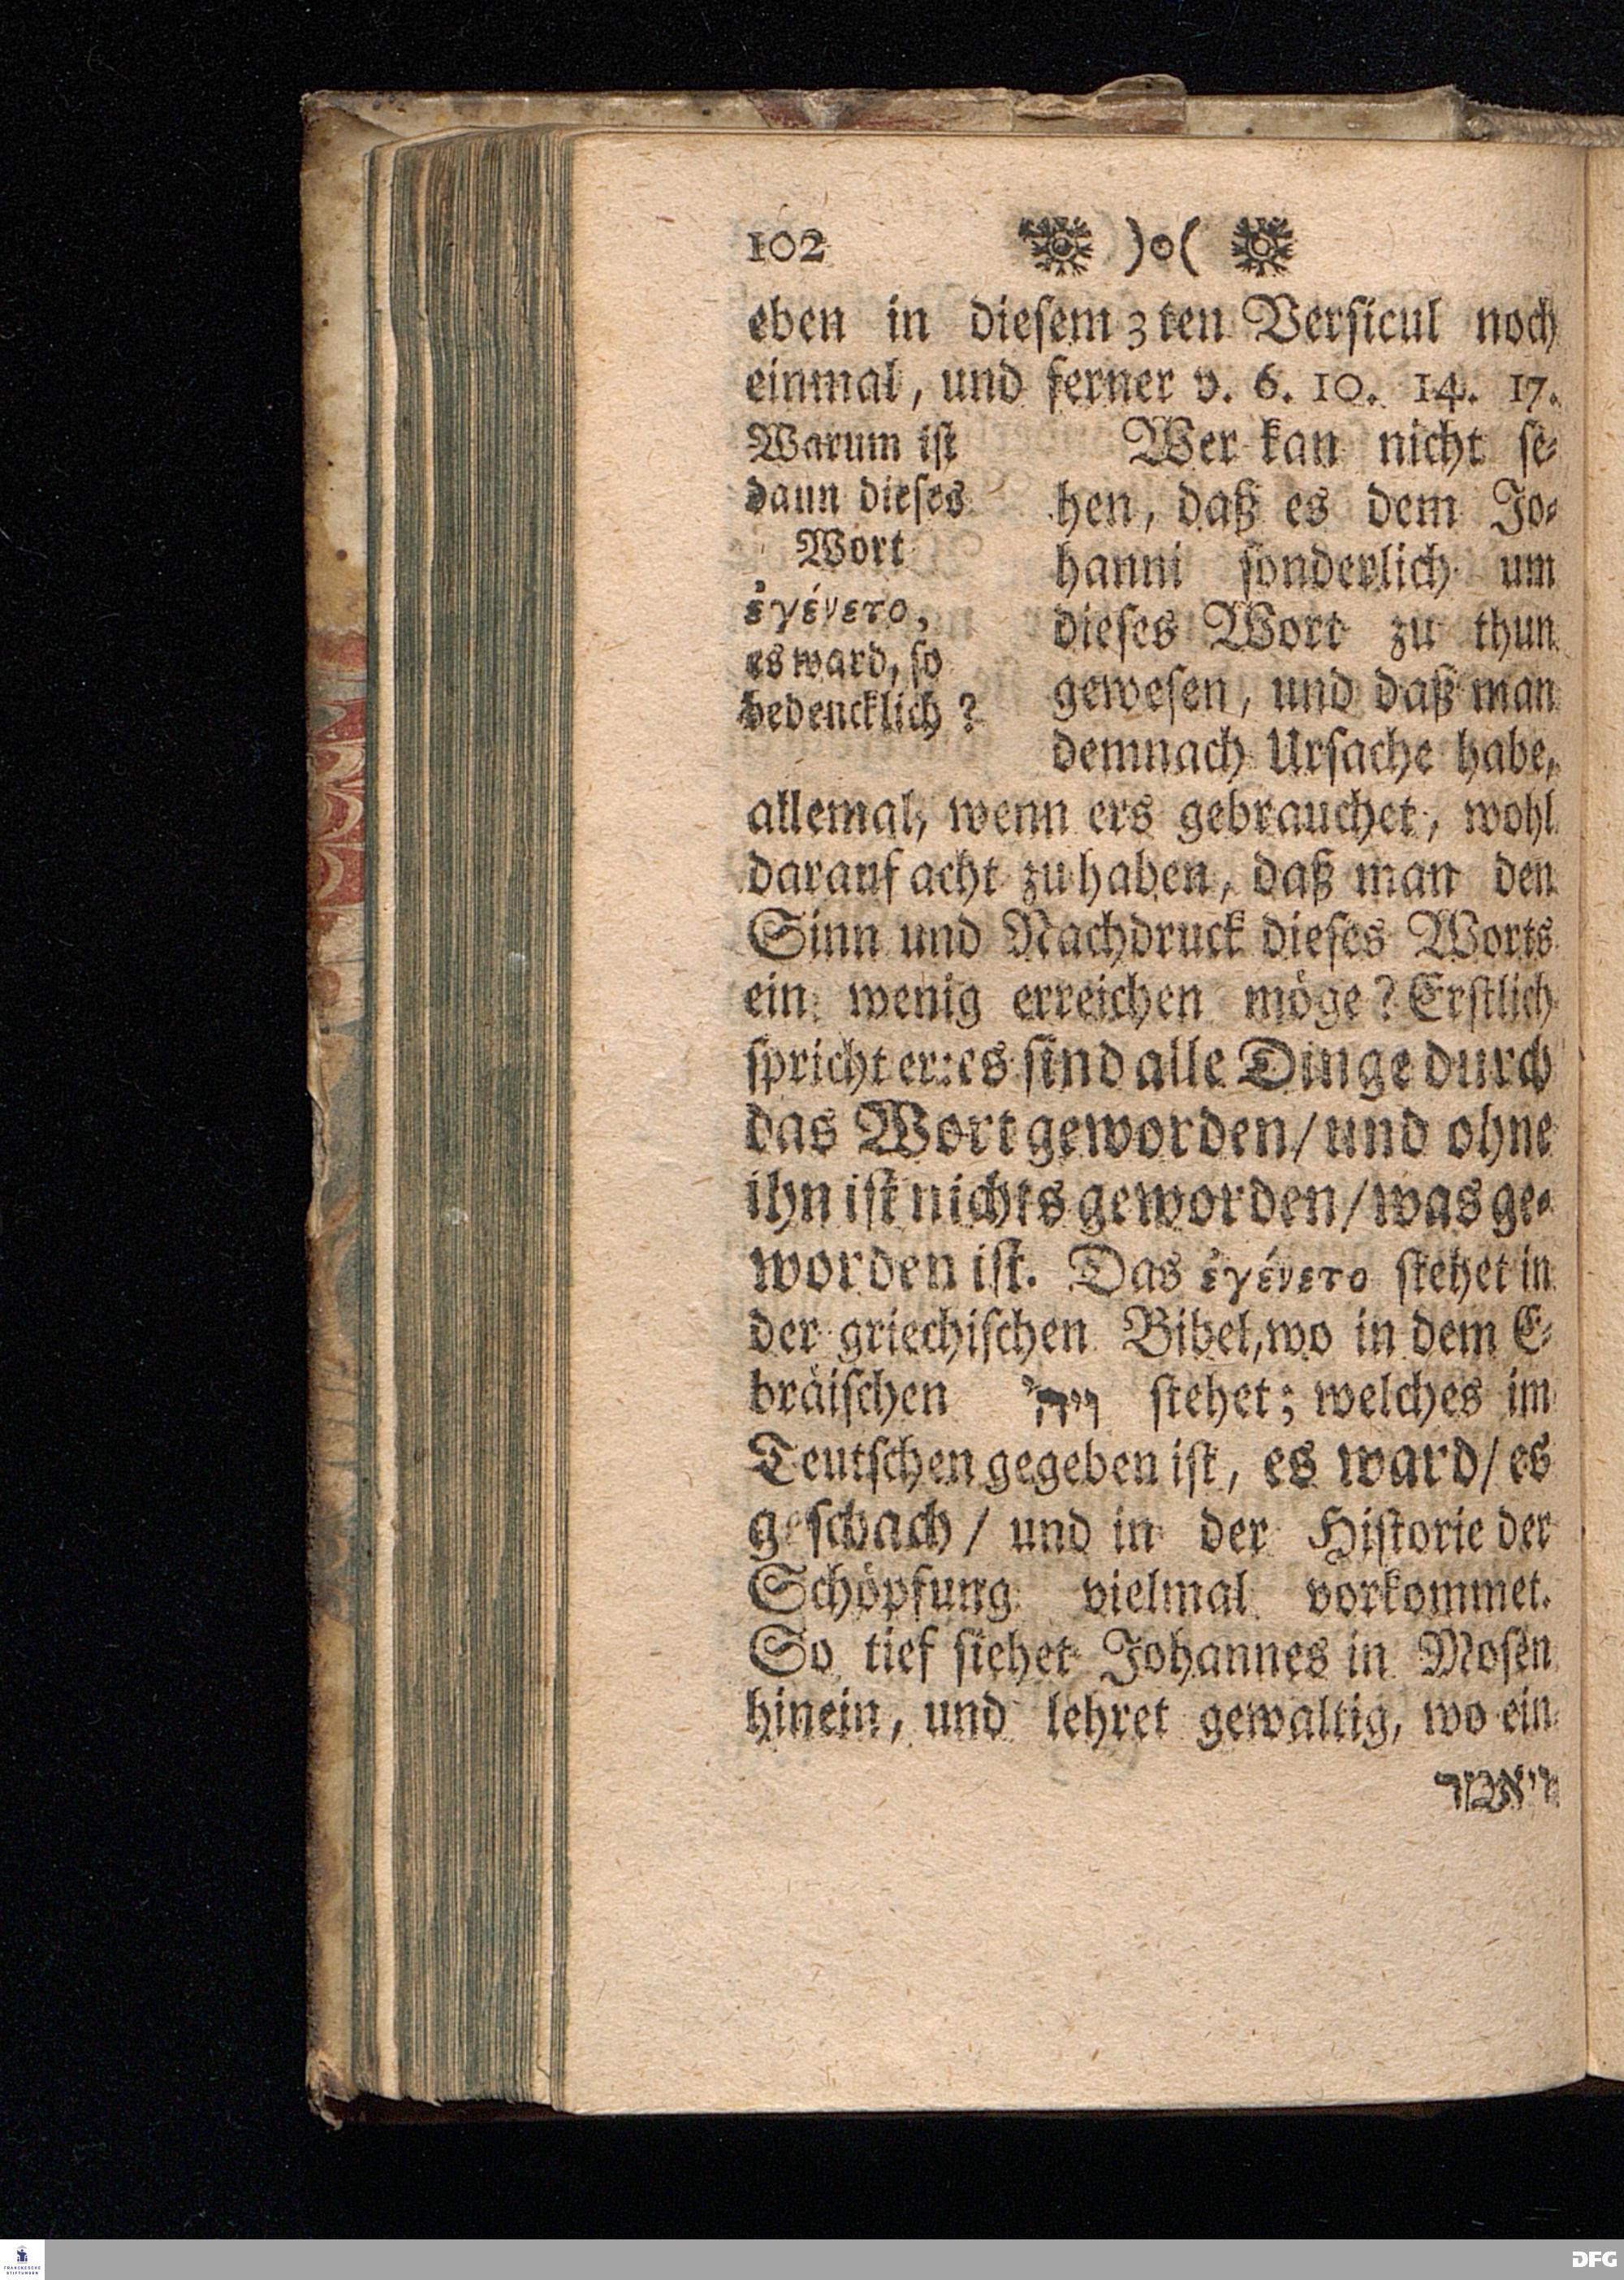 102 )o(
eben in diesem 3ten Versicul noch
einmal, und ferner v. 6. 10. 14. 17.
Warum ist
dann dieses
Wort
ἐγένετο,
es ward, so
bedencklich?
Wer kan nicht se-
hen, daß es dem Jo-
hanni sonderlich um
dieses Wort zu thun
gewesen, und daß man
demnach Ursache habe,
allemal, wenn ers gebrauchet, wohl
darauf acht zu haben, daß man den
Sinn und Nachdruck dieses Worts
ein wenig erreichen möge? Erstlich
spricht er: es sind alle Dinge durch
das Wort geworden/ und ohne
ihn ist nichts geworden/ was ge-
worden ist. Das ἐγένετο stehet in
der griechischen Bibel, wo in dem E-
bräischen ויהי stehet; welches im
Teutschen gegeben ist, es ward/ es
geschach/ und in der Historie der
Schöpfung vielmal vorkommet.
So tief siehet Johannes in Mosen
hinein, und lehret gewaltig, wo ein
ויאמר
FRANCKESCHE
STIFTUNGEN
DFG